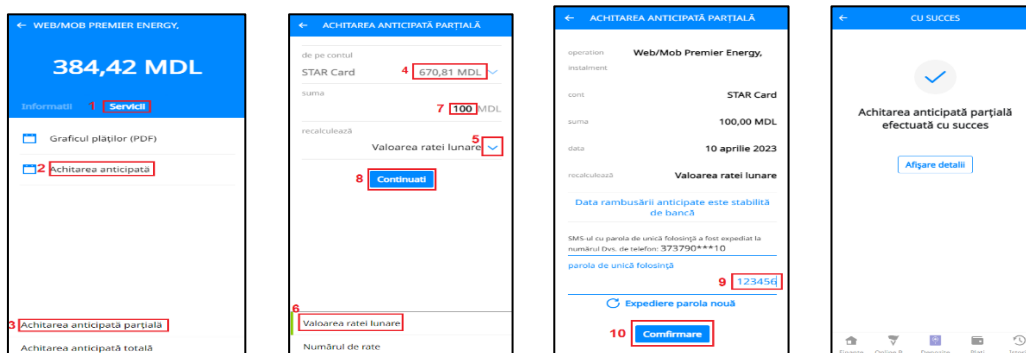 ← WEB/MOB PREMIER ENERGY,
384,42 MDL
Informatii 1 Servicii
Graficul plăților (PDF)
2 Achitarea anticipată
3 Achitarea anticipată parțială
Achitarea anticipată totală
← ACHITAREA ANTICIPATĂ PARȚIALĂ
de pe contul
STAR Card 4 670,81 MDL
suma
7 100 MDL
recalculează
5
Valoarea ratei lunare
8 Continuati
6
Valoarea ratei lunare
Numărul de rate
← ACHITAREA ANTICIPATĂ PARȚIALĂ
operation Web/Mob Premier Energy,
instalment
cont STAR Card
suma 100,00 MDL
data 10 aprilie 2023
recalculează Valoarea ratei lunare
Data rambusării anticipate este stabilită
de bancă
SMS-ul cu parola de unică folosință a fost expediat la
numărul Dvs. de telefon: 373790***10
parola de unică folosință
9 123456
Expediere parola nouă
10 Comfirmare
← CU SUCCES
Achitarea anticipată parțială
efectuată cu succes
Afișare detalii